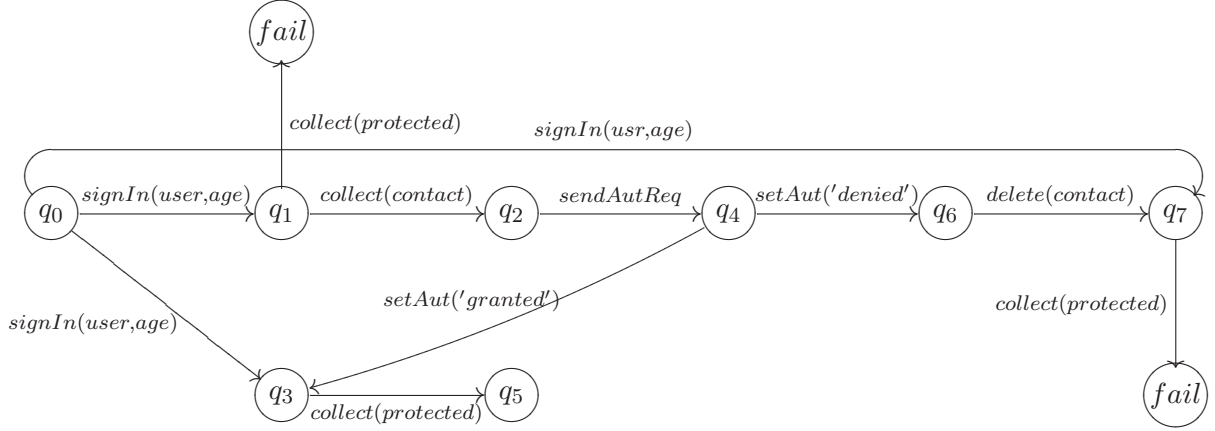 fail
collect(protected)
signIn(usr,age)
signIn(user,age)
collect(contact)
sendAutReq
setAut('denied')
delete(contact)
q0
q1
q2
q4
q6
q7
setAut('granted')
collect(protected)
signIn(user,age)
q3
q5
fail
collect(protected)